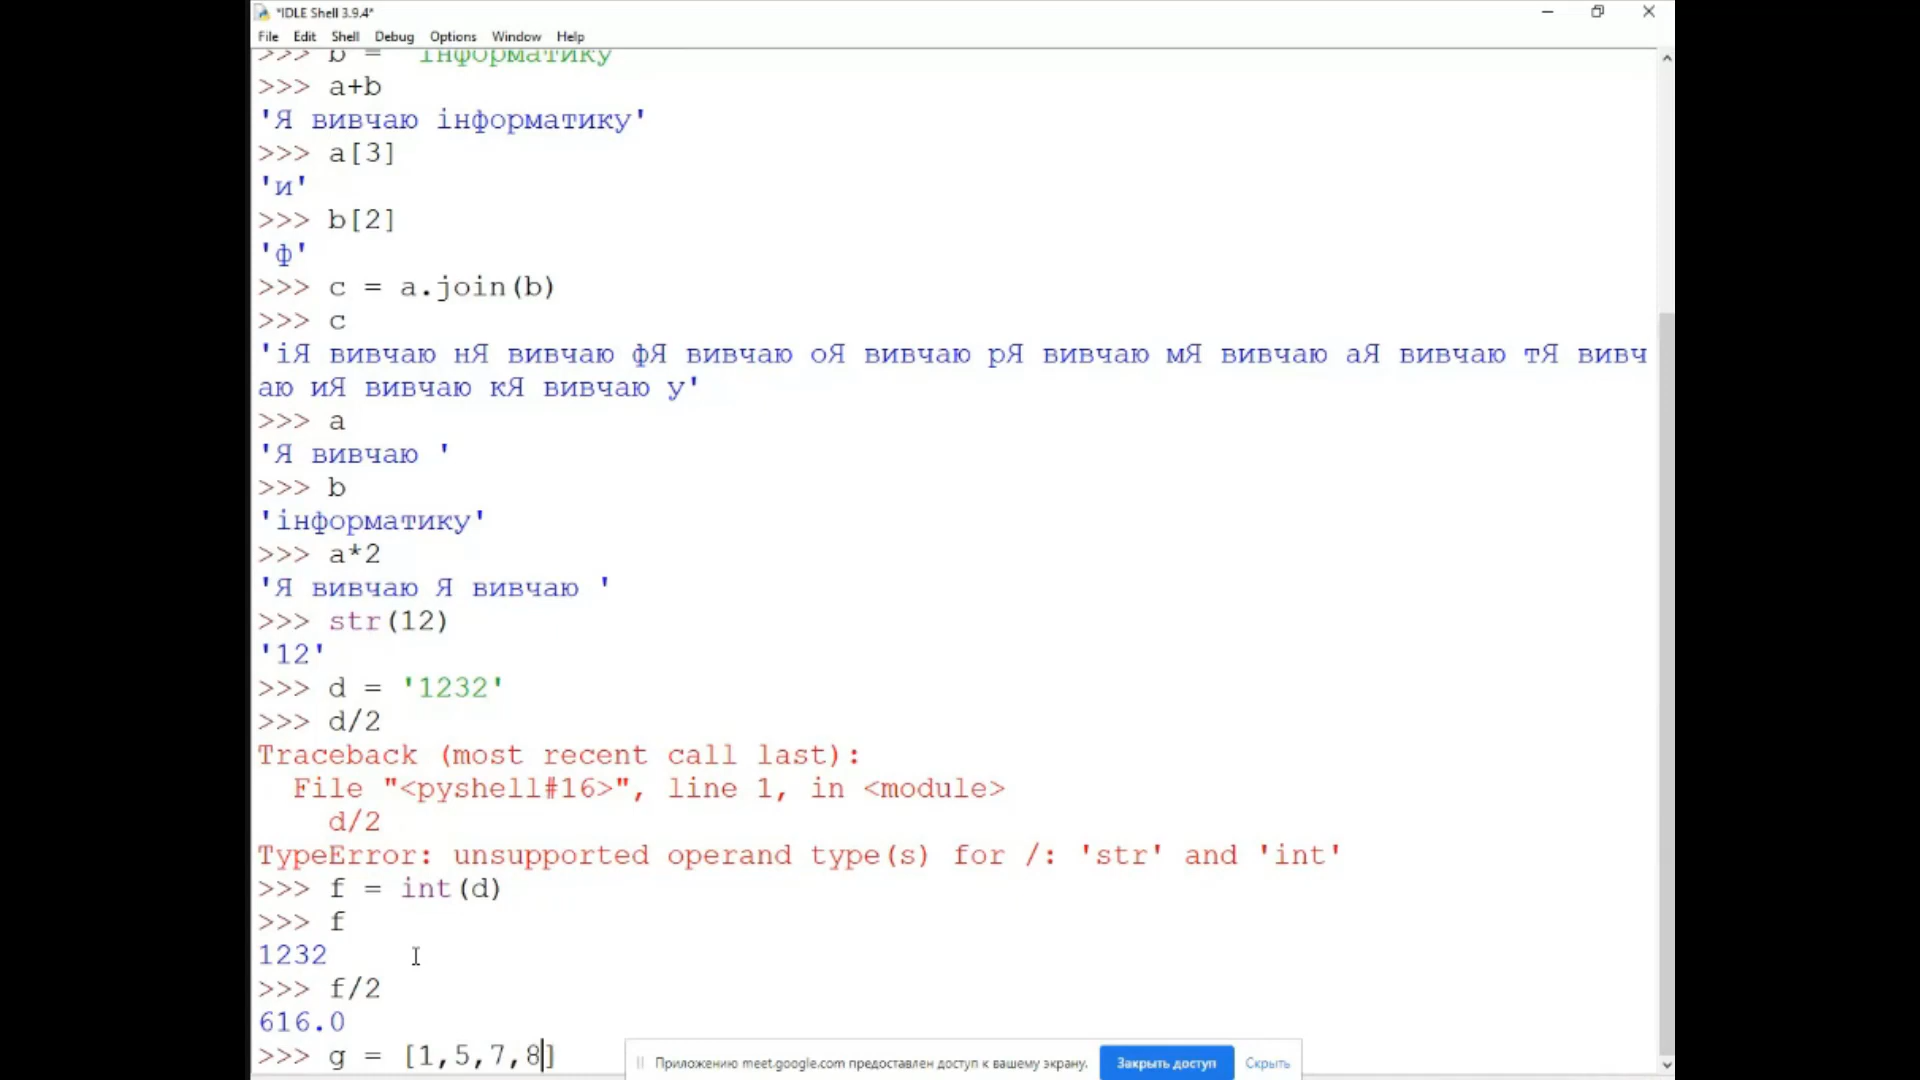 *IDLE Shell 3.9.4*
File Edit Shell Debug Options Window Help
>>> b = 'інформатику
>>> a+b
'Я вивчаю інформатику'
>>> a[3]
'и'
>>> b[2]
'ф'
>>> c = a.join(b)
>>> c
'іЯ вивчаю нЯ вивчаю фЯ вивчаю оЯ вивчаю рЯ вивчаю мЯ вивчаю аЯ вивчаю тЯ вивч
аю иЯ вивчаю кЯ вивчаю у'
>>> a
'Я вивчаю '
>>> b
'інформатику'
>>> a*2
'Я вивчаю Я вивчаю '
>>> str(12)
'12'
>>> d = '1232'
>>> d/2
Traceback (most recent call last):
  File "<pyshell#16>", line 1, in <module>
    d/2
TypeError: unsupported operand type(s) for /: 'str' and 'int'
>>> f = int(d)
>>> f
1232
>>> f/2
616.0
>>> g = [1,5,7,8]
Приложению meet.google.com предоставлен доступ к вашему экрану. Закрыть доступ Скрыть